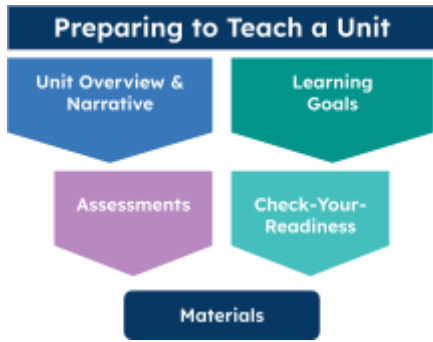 Preparing to Teach a Unit
Unit Overview &
Narrative
Learning
Goals
Assessments
Check-Your-
Readiness
Materials